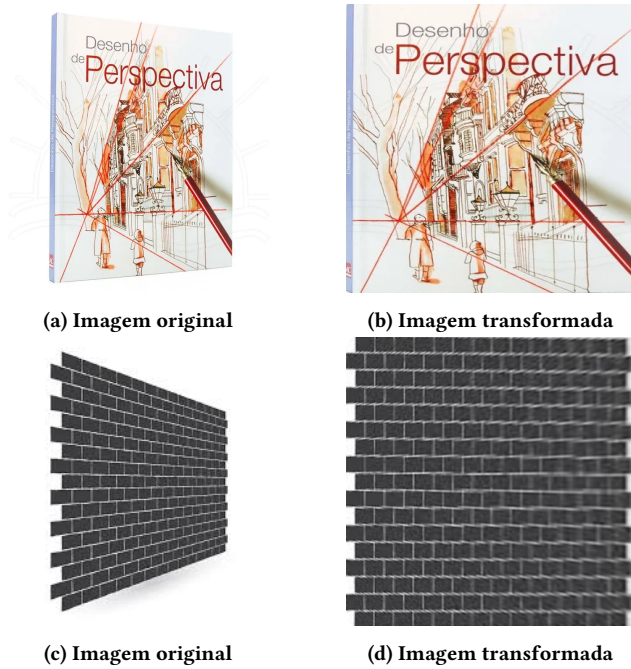 Desenho
de Perspectiva
Desenho
de Perspectiva
(a) Imagem original
(b) Imagem transformada
(c) Imagem original
(d) Imagem transformada